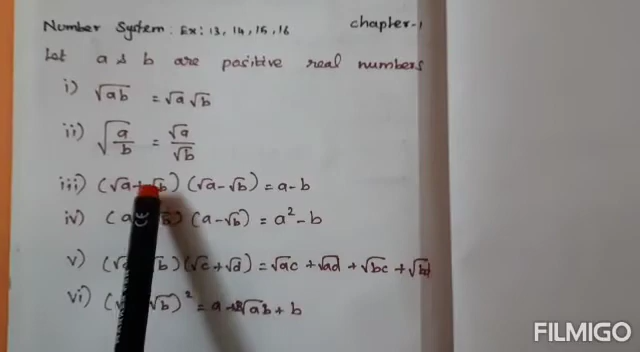 Number System. Ex: 13, 14, 15, 16 chapter-1
Let a & b are positive real numbers
i) √ab = √a √b
ii) √a/b = √a/√b
iii) (√a+√b) (√a-√b) = a-b
iv) (a √b) (a-√b) = a²-b
v) (√ √b) (√c+√d) = √ac + √ad + √bc + √bd
vi) (√ √b)² = a+2√ab + b
FILMIGO